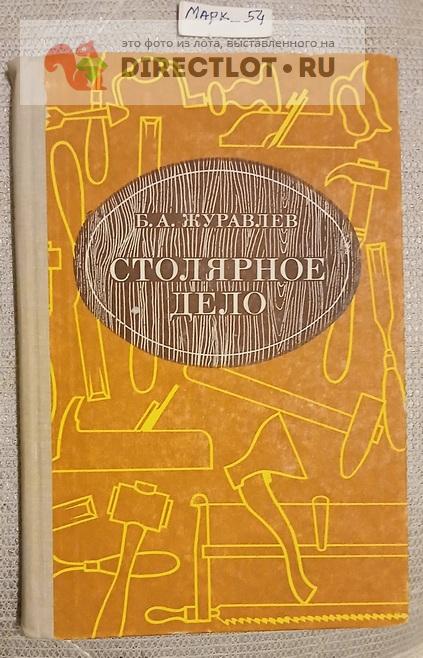 Марк_54
это фото из лота, выставленного на
DIRECTLOT.RU
Б. А. ЖУРАВЛЕВ
СТОЛЯРНОЕ
ДЕЛО